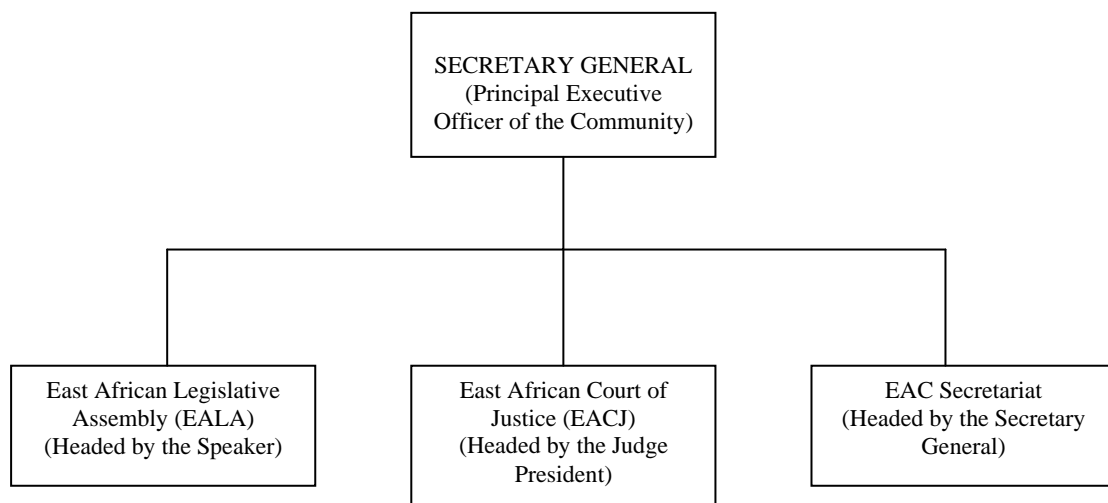 SECRETARY GENERAL
(Principal Executive
Officer of the Community)
East African Legislative
Assembly (EALA)
(Headed by the Speaker)
East African Court of
Justice (EACJ)
(Headed by the Judge
President)
EAC Secretariat
(Headed by the Secretary
General)